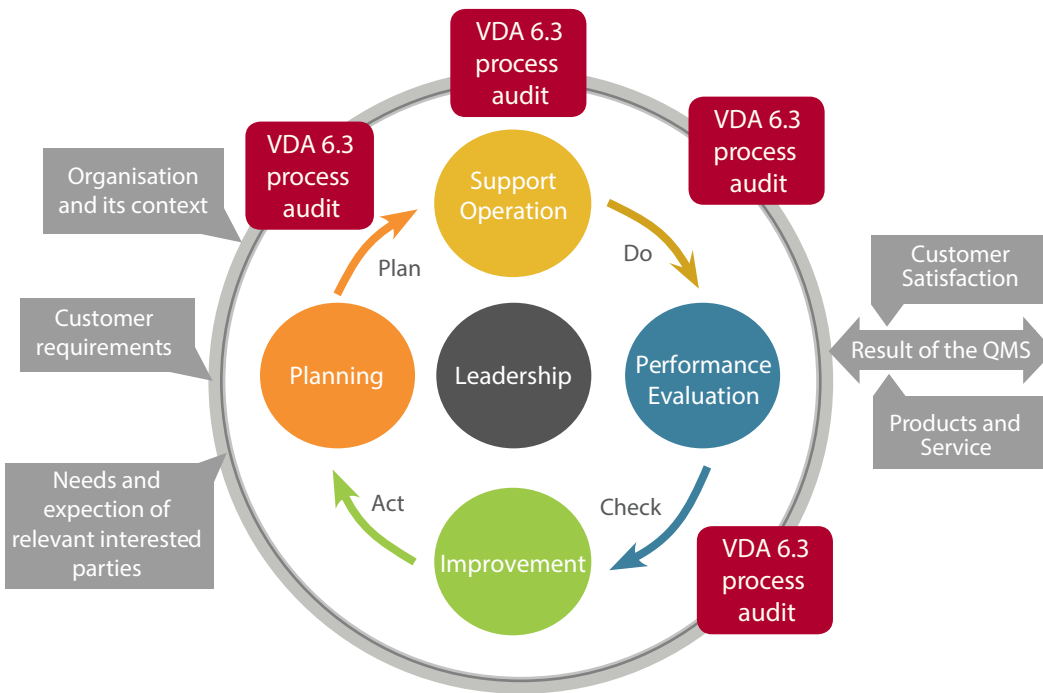 VDA 6.3
process
audit
VDA 6.3
process
audit
VDA 6.3
process
audit
Organisation
and its context
Support
Operation
Plan
Do
Customer
Satisfaction
Customer
requirements
Planning
Leadership
Performance
Evaluation
Result of the QMS
Products and
Service
Needs and
expection of
relevant interested
parties
Act
Check
Improvement
VDA 6.3
process
audit